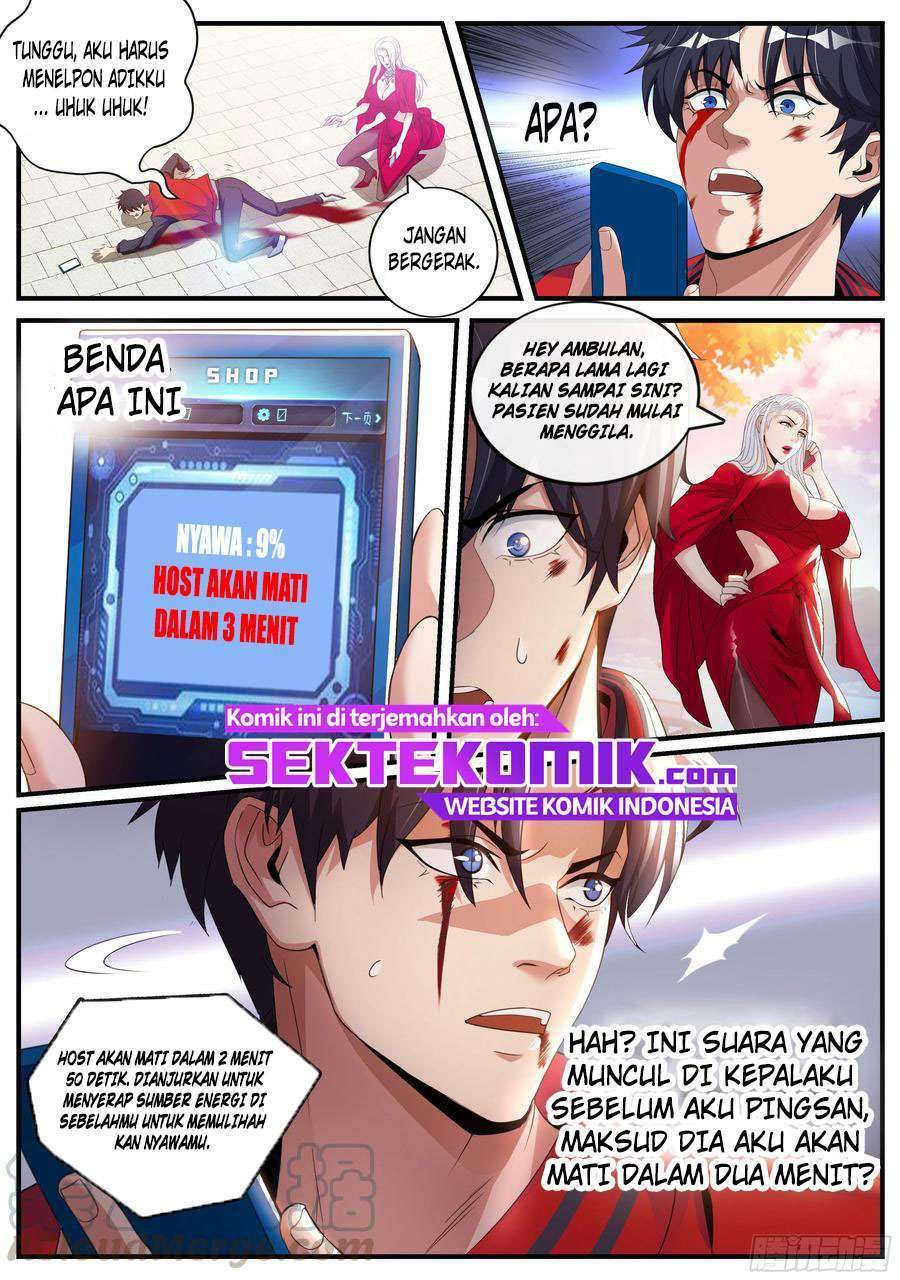 TUNGGU, AKU HARUS
MENELPON ADIKKU
... UHUK UHUK!
JANGAN
BERGERAK.
APA?
BENDA
APA INI
SHOP
下一页
NYAWA : 9%
HOST AKAN MATI
DALAM 3 MENIT
HEY AMBULAN,
BERAPA LAMA LAGI
KALIAN SAMPAI SINI?
PASIEN SUDAH MULAI
MENGGILA.
Komik ini di terjemahkan oleh:
SEKTEKOMIK.com
WEBSITE KOMIK INDONESIA
HOST AKAN MATI DALAM 2 MENIT
50 DETIK. DIANJURKAN UNTUK
MENYERAP SUMBER ENERGI DI
SEBELAHMU UNTUK MEMULIHAH
KAN NYAWAMU.
HAH? INI SUARA YANG
MUNCUL DI KEPALAKU
SEBELUM AKU PINGSAN,
MAKSUD DIA AKU AKAN
MATI DALAM DUA MENIT?
腾讯动漫